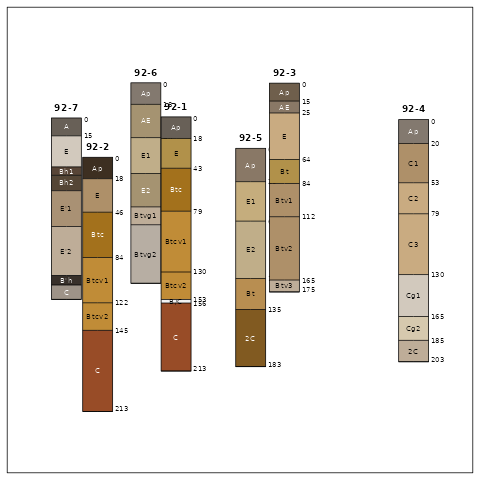 92-7
A
E
Bh1
Bh2
E'1
E'2
B'h
C
0
15
92-2
Ap
E
Btc
Btcv1
Btcv2
C
0
18
46
84
122
145
213
92-6
Ap
AE
E1
E2
Btvg1
Btvg2
0
92-1
Ap
E
Btc
Btcv1
Btcv2
C
0
18
43
79
130
153
156
213
92-5
Ap
E1
E2
Bt
2C
135
183
92-3
Ap
AE
E
Bt
Btv1
Btv2
Btv3
0
15
25
64
84
112
165
175
92-4
Ap
C1
C2
C3
Cg1
Cg2
2C
0
20
53
79
130
165
185
203